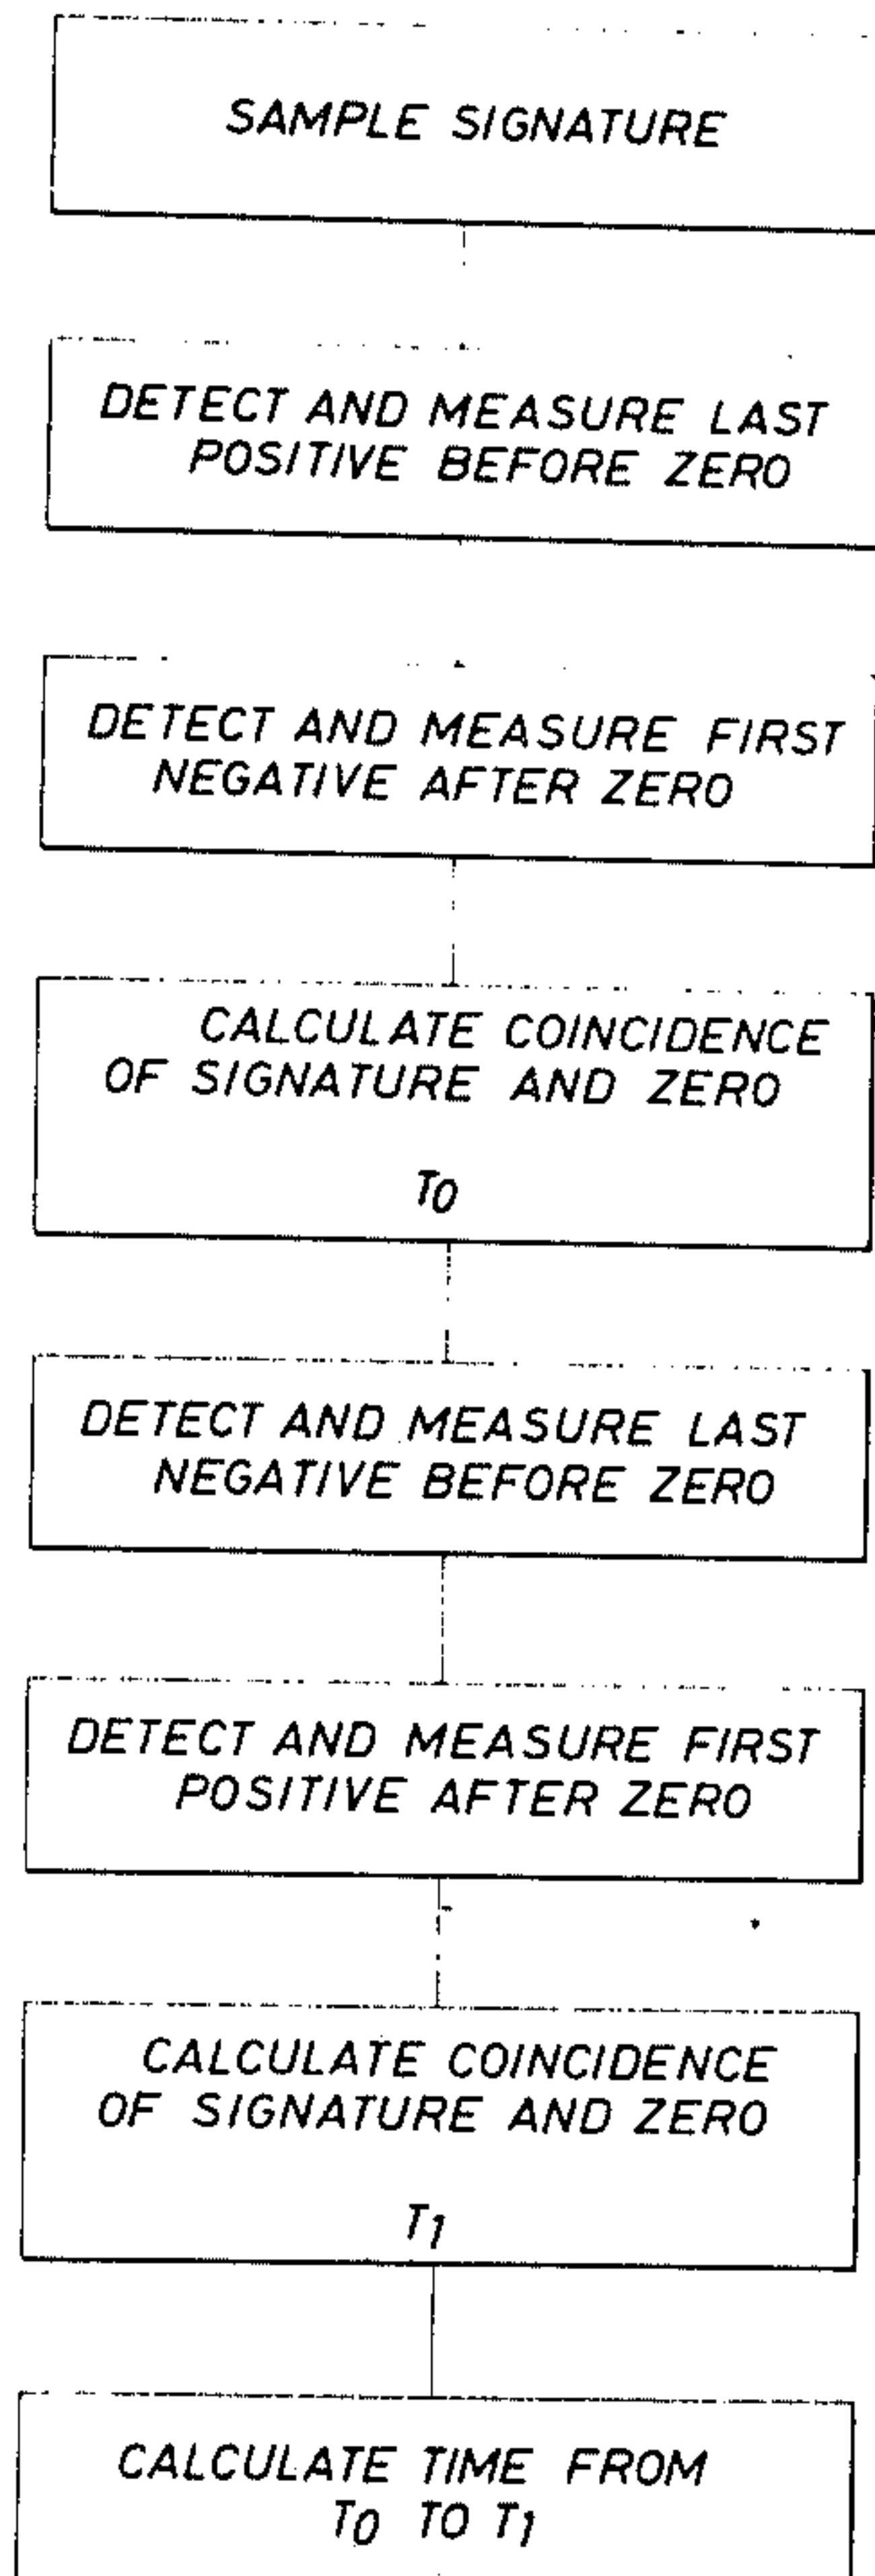 SAMPLE SIGNATURE
DETECT AND MEASURE LAST
POSITIVE BEFORE ZERO
DETECT AND MEASURE FIRST
NEGATIVE AFTER ZERO
CALCULATE COINCIDENCE
OF SIGNATURE AND ZERO
T0
DETECT AND MEASURE LAST
NEGATIVE BEFORE ZERO
DETECT AND MEASURE FIRST
POSITIVE AFTER ZERO
CALCULATE COINCIDENCE
OF SIGNATURE AND ZERO
T1
CALCULATE TIME FROM
T0 TO T1